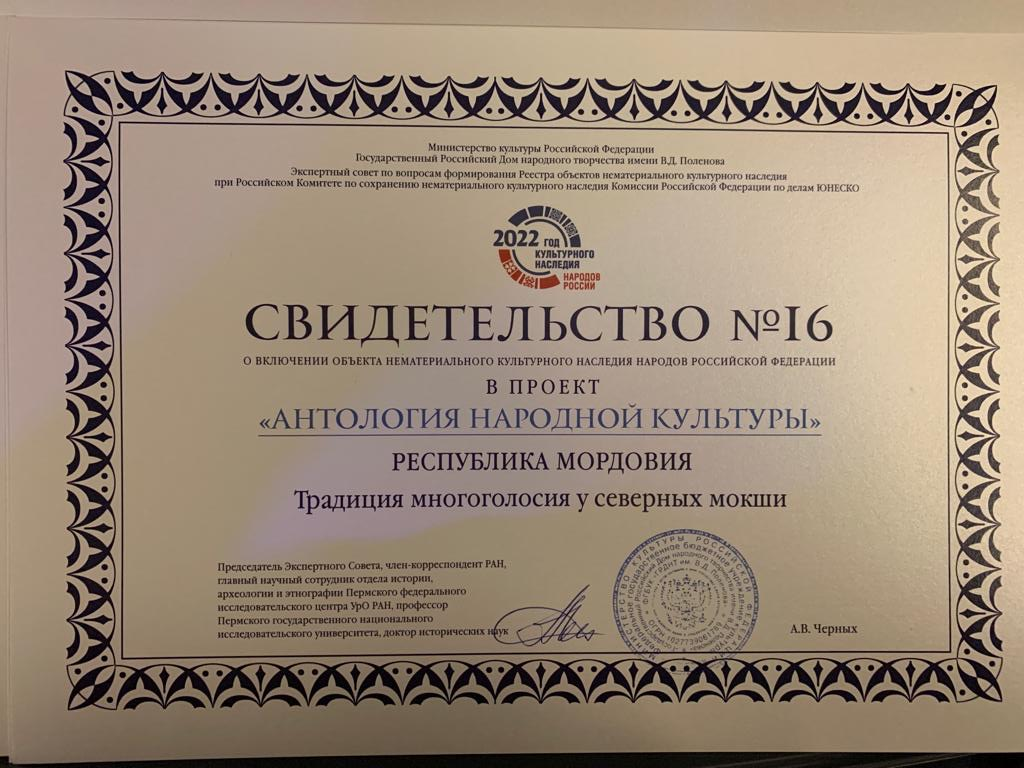 Министерство культуры Российской Федерации
Государственный Российский Дом народного творчества имени В.Д. Поленова
Экспертный совет по вопросам формирования Реестра объектов нематериального культурного наследия
при Российском Комитете по сохранению нематериального культурного наследия Комиссии Российской Федерации по делам ЮНЕСКО
2022 ГОД
КУЛЬТУРНОГО
НАСЛЕДИЯ
НАРОДОВ
РОССИИ
СВИДЕТЕЛЬСТВО №16
О ВКЛЮЧЕНИИ ОБЪЕКТА НЕМАТЕРИАЛЬНОГО КУЛЬТУРНОГО НАСЛЕДИЯ НАРОДОВ РОССИЙСКОЙ ФЕДЕРАЦИИ
В ПРОЕКТ
«АНТОЛОГИЯ НАРОДНОЙ КУЛЬТУРЫ»
РЕСПУБЛИКА МОРДОВИЯ
Традиция многоголосия у северных мокши
Председатель Экспертного Совета, член-корреспондент РАН,
главный научный сотрудник отдела истории,
археологии и этнографии Пермского федерального
исследовательского центра УрО РАН, профессор
Пермского государственного национального
исследовательского университета, доктор исторических наук
А.В. Черных
МИНИСТЕРСТВО КУЛЬТУРЫ РОССИЙСКОЙ ФЕДЕРАЦИИ